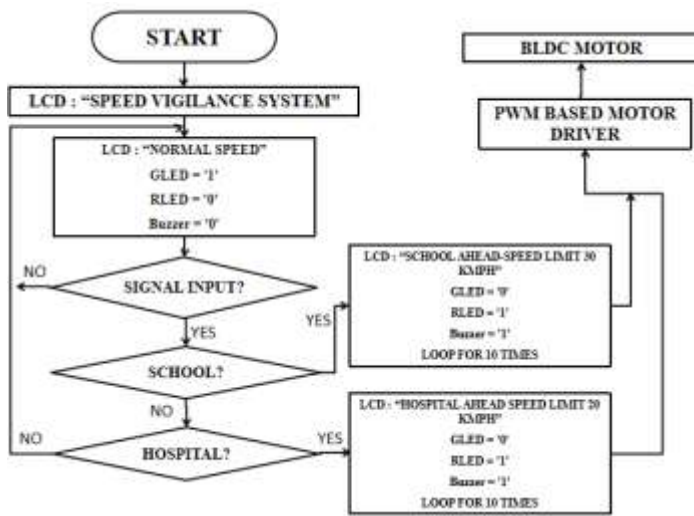 START
LCD : “SPEED VIGILANCE SYSTEM”
LCD : “NORMAL SPEED”
GLED = '1'
RLED = '0'
Buzzer = '0'
NO
SIGNAL INPUT?
YES
SCHOOL?
YES
NO
NO
HOSPITAL?
YES
LCD : “SCHOOL AHEAD-SPEED LIMIT 30
KMPH”
GLED = '0'
RLED = '1'
Buzzer = '1'
LOOP FOR 10 TIMES
LCD : “HOSPITAL AHEAD SPEED LIMIT 20
KMPH”
GLED = '0'
RLED = '1'
Buzzer = '1'
LOOP FOR 10 TIMES
BLDC MOTOR
PWM BASED MOTOR
DRIVER